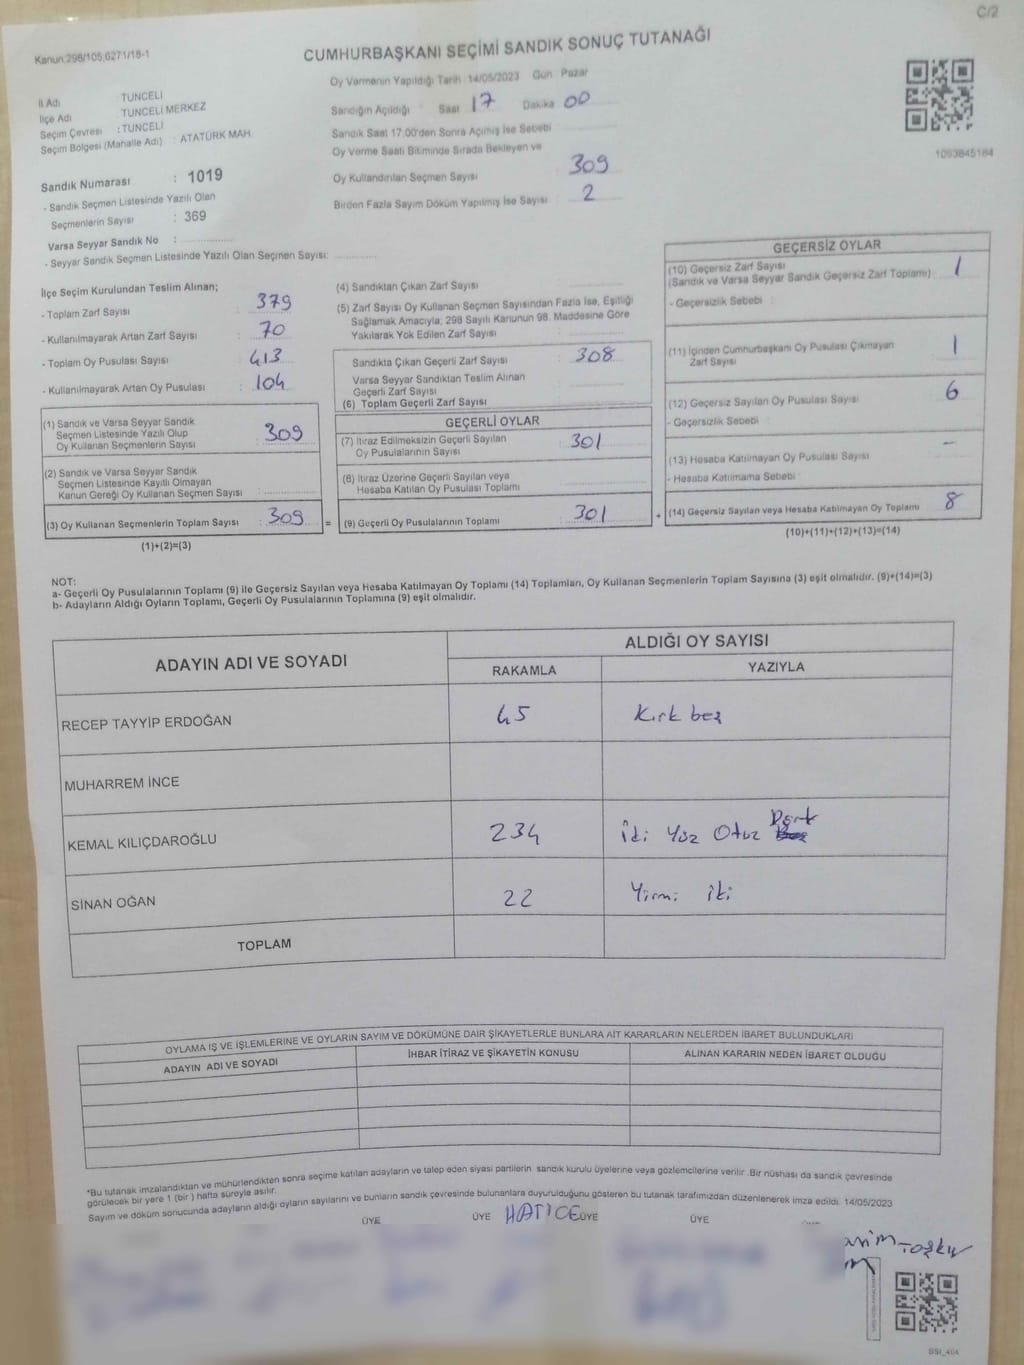 C/2
Kanun:298/105,6271/18-1
CUMHURBAŞKANI SEÇİMİ SANDIK SONUÇ TUTANAĞI
İl Adı TUNCELİ
İlçe Adı TUNCELİ MERKEZ
Seçim Çevresi : TUNCELİ
Seçim Bölgesi (Mahalle Adı) : ATATÜRK MAH.
Sandık Numarası : 1019
- Sandık Seçmen Listesinde Yazılı Olan
Seçmenlerin Sayısı : 369
Varsa Seyyar Sandık No :
- Seyyar Sandık Seçmen Listesinde Yazılı Olan Seçmen Sayısı:
Oy Vermenin Yapıldığı Tarih :14/05/2023 Gün Pazar
Sandığın Açıldığı Saat 17 Dakika 00
Sandık Saat 17:00'den Sonra Açılmış İse Sebebi
Oy Verme Saati Bitiminde Sırada Bekleyen ve
Oy Kullandırılan Seçmen Sayısı 309
Birden Fazla Sayım Döküm Yapılmış İse Sayısı 2
1093845184
İlçe Seçim Kurulundan Teslim Alınan;
- Toplam Zarf Sayısı : 379
- Kullanılmayarak Artan Zarf Sayısı : 70
- Toplam Oy Pusulası Sayısı : 413
- Kullanılmayarak Artan Oy Pusulası : 104
(1) Sandık ve Varsa Seyyar Sandık
Seçmen Listesinde Yazılı Olup
Oy Kullanan Seçmenlerin Sayısı : 309
(2) Sandık ve Varsa Seyyar Sandık
Seçmen Listesinde Kayıtlı Olmayan
Kanun Gereği Oy Kullanan Seçmen Sayısı :
(3) Oy Kullanan Seçmenlerin Toplam Sayısı : 309 =
(1)+(2)=(3)
(4) Sandıktan Çıkan Zarf Sayısı :
(5) Zarf Sayısı Oy Kullanan Seçmen Sayısından Fazla İse, Eşitliği
Sağlamak Amacıyla; 298 Sayılı Kanunun 98. Maddesine Göre
Yakılarak Yok Edilen Zarf Sayısı :
Sandıkta Çıkan Geçerli Zarf Sayısı : 308
Varsa Seyyar Sandıktan Teslim Alınan
Geçerli Zarf Sayısı
(6) Toplam Geçerli Zarf Sayısı :
GEÇERLİ OYLAR
(7) İtiraz Edilmeksizin Geçerli Sayılan
Oy Pusulalarının Sayısı : 301
(8) İtiraz Üzerine Geçerli Sayılan veya
Hesaba Katılan Oy Pusulası Toplamı :
(9) Geçerli Oy Pusulalarının Toplamı : 301 +
GEÇERSİZ OYLAR
(10) Geçersiz Zarf Sayısı
(Sandık ve Varsa Seyyar Sandık Geçersiz Zarf Toplamı) : 1
- Geçersizlik Sebebi :
(11) İçinden Cumhurbaşkanı Oy Pusulası Çıkmayan
Zarf Sayısı : 1
(12) Geçersiz Sayılan Oy Pusulası Sayısı : 6
- Geçersizlik Sebebi :
(13) Hesaba Katılmayan Oy Pusulası Sayısı : -
- Hesaba Katılmama Sebebi :
(14) Geçersiz Sayılan veya Hesaba Katılmayan Oy Toplamı : 8
(10)+(11)+(12)+(13)=(14)
NOT:
a- Geçerli Oy Pusulalarının Toplamı (9) ile Geçersiz Sayılan veya Hesaba Katılmayan Oy Toplamı (14) Toplamları, Oy Kullanan Seçmenlerin Toplam Sayısına (3) eşit olmalıdır. (9)+(14)=(3)
b- Adayların Aldığı Oyların Toplamı, Geçerli Oy Pusulalarının Toplamına (9) eşit olmalıdır.
ADAYIN ADI VE SOYADI ALDIĞI OY SAYISI
RAKAMLA YAZIYLA
RECEP TAYYİP ERDOĞAN 45 Kırk beş
MUHARREM İNCE
KEMAL KILIÇDAROĞLU 234 İki Yüz Otuz Dört
SİNAN OĞAN 22 Yirmi iki
TOPLAM
OYLAMA İŞ VE İŞLEMLERİNE VE OYLARIN SAYIM VE DÖKÜMÜNE DAİR ŞİKAYETLERLE BUNLARA AİT KARARLARIN NELERDEN İBARET BULUNDUKLARI
ADAYIN ADI VE SOYADI İHBAR İTİRAZ VE ŞİKAYETİN KONUSU ALINAN KARARIN NEDEN İBARET OLDUĞU
*Bu tutanak imzalandıktan ve mühürlendikten sonra seçime katılan adayların ve talep eden siyasi partilerin sandık kurulu üyelerine veya gözlemcilerine verilir .Bir nüshası da sandık çevresinde
görülecek bir yere 1 (bir ) hafta süreyle asılır.
Sayım ve döküm sonucunda adayların aldığı oyların sayılarını ve bunların sandık çevresinde bulunanlara duyurulduğunu gösteren bu tutanak tarafımızdan düzenlenerek imza edildi. 14/05/2023
ÜYE ÜYE HATİCE ÜYE ÜYE